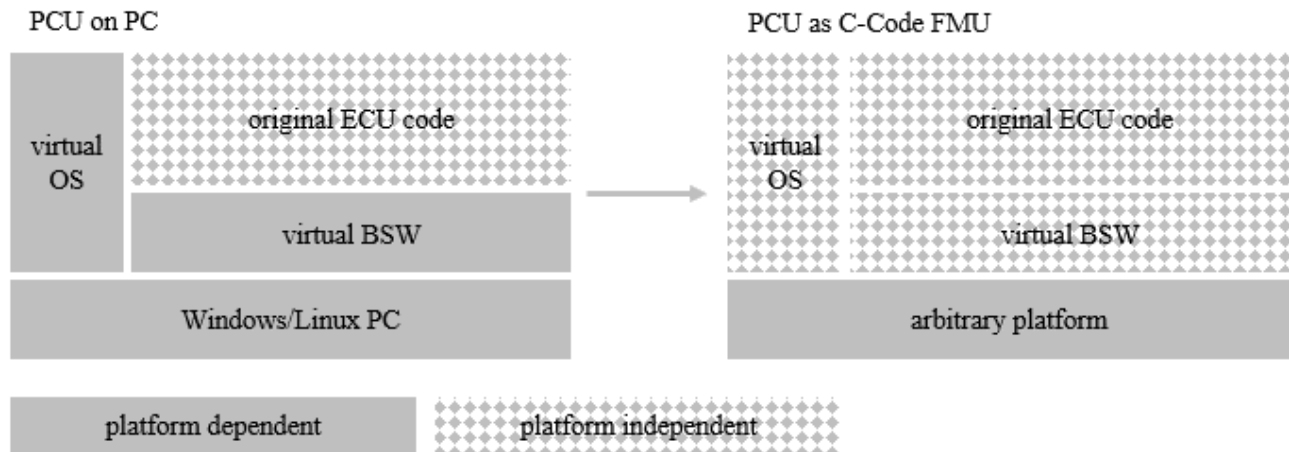 PCU on PC
virtual
OS
original ECU code
virtual BSW
Windows/Linux PC
PCU as C-Code FMU
virtual
OS
original ECU code
virtual BSW
arbitrary platform
platform dependent
platform independent